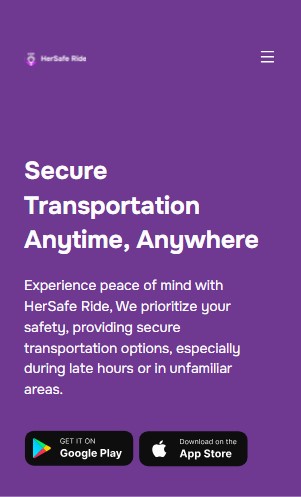 HerSafe Ride
Secure
Transportation
Anytime, Anywhere
Experience peace of mind with
HerSafe Ride, We prioritize your
safety, providing secure
transportation options, especially
during late hours or in unfamiliar
areas.
GET IT ON
Google Play
Download on the
App Store